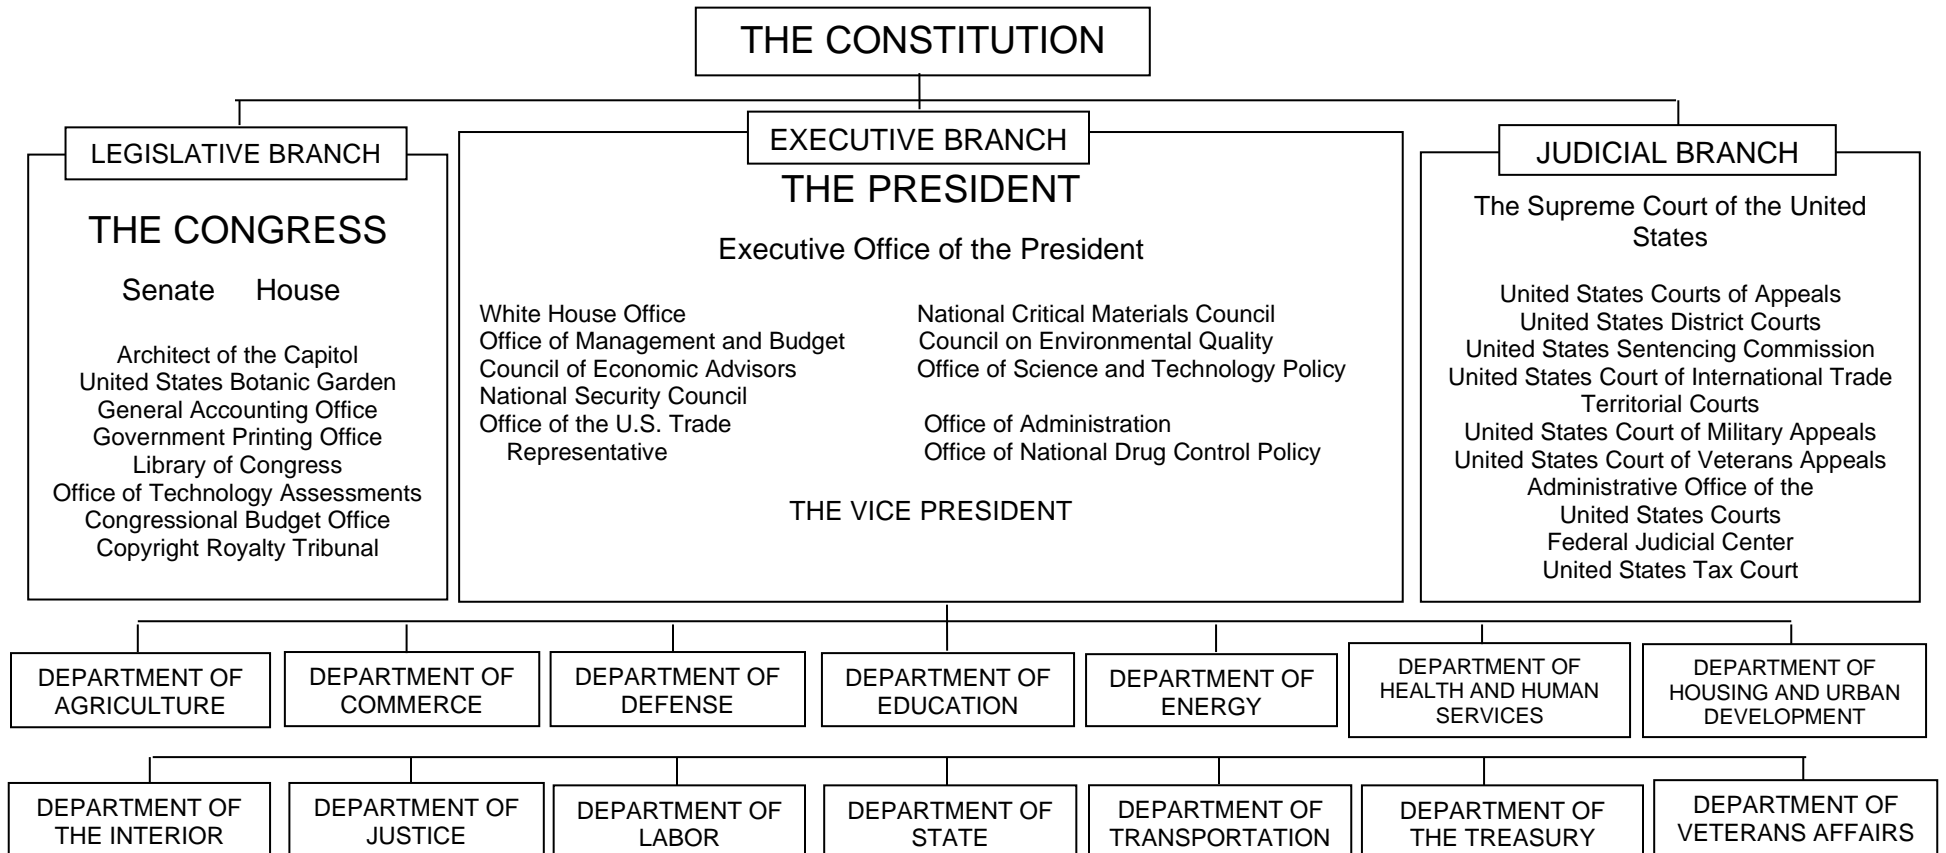 THE CONSTITUTION
LEGISLATIVE BRANCH
THE CONGRESS
Senate House
Architect of the Capitol
United States Botanic Garden
General Accounting Office
Government Printing Office
Library of Congress
Office of Technology Assessments
Congressional Budget Office
Copyright Royalty Tribunal
EXECUTIVE BRANCH
THE PRESIDENT
Executive Office of the President
White House Office
Office of Management and Budget
Council of Economic Advisors
National Security Council
Office of the U.S. Trade
Representative
National Critical Materials Council
Council on Environmental Quality
Office of Science and Technology Policy
Office of Administration
Office of National Drug Control Policy
THE VICE PRESIDENT
JUDICIAL BRANCH
The Supreme Court of the United
States
United States Courts of Appeals
United States District Courts
United States Sentencing Commission
United States Court of International Trade
Territorial Courts
United States Court of Military Appeals
United States Court of Veterans Appeals
Administrative Office of the
United States Courts
Federal Judicial Center
United States Tax Court
DEPARTMENT OF
AGRICULTURE
DEPARTMENT OF
COMMERCE
DEPARTMENT OF
DEFENSE
DEPARTMENT OF
EDUCATION
DEPARTMENT OF
ENERGY
DEPARTMENT OF
HEALTH AND HUMAN
SERVICES
DEPARTMENT OF
HOUSING AND URBAN
DEVELOPMENT
DEPARTMENT OF
THE INTERIOR
DEPARTMENT OF
JUSTICE
DEPARTMENT OF
LABOR
DEPARTMENT OF
STATE
DEPARTMENT OF
TRANSPORTATION
DEPARTMENT OF
THE TREASURY
DEPARTMENT OF
VETERANS AFFAIRS